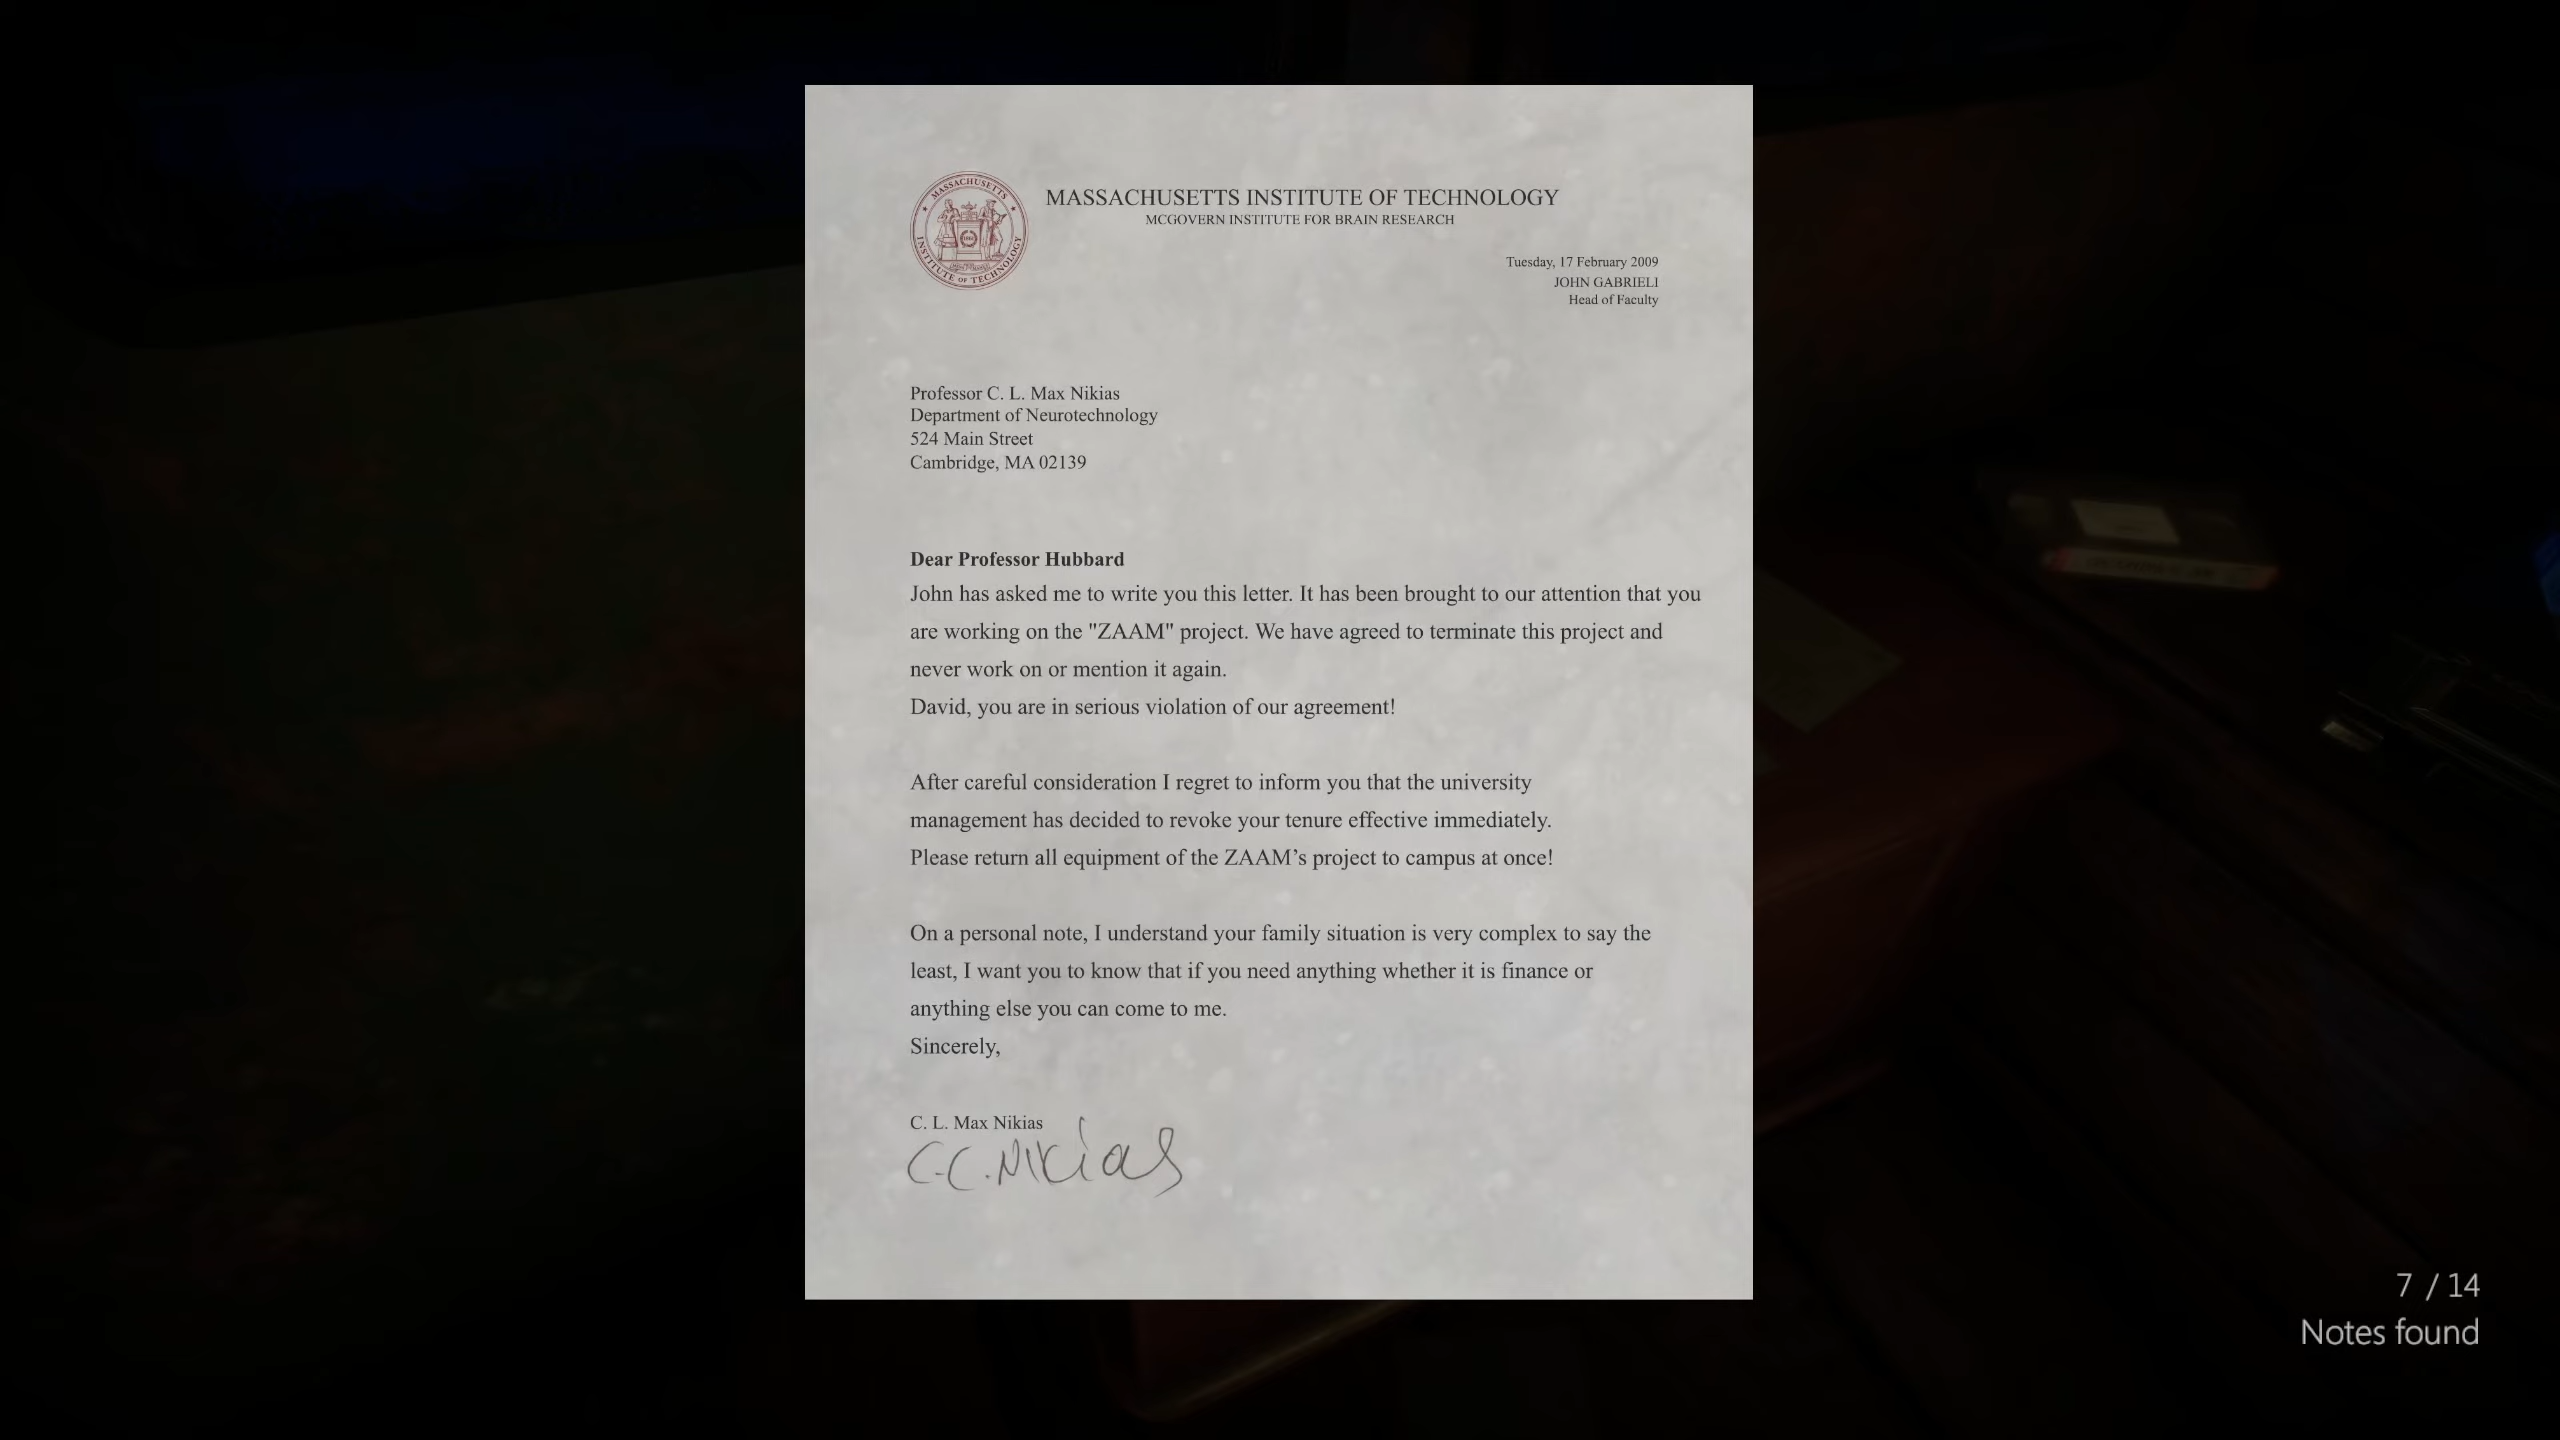 MASSACHUSETTS
INSTITUTE OF TECHNOLOGY
MASSACHUSETTS INSTITUTE OF TECHNOLOGY
MCGOVERN INSTITUTE FOR BRAIN RESEARCH
Tuesday, 17 February 2009
JOHN GABRIELI
Head of Faculty
Professor C. L. Max Nikias
Department of Neurotechnology
524 Main Street
Cambridge, MA 02139
Dear Professor Hubbard
John has asked me to write you this letter. It has been brought to our attention that you
are working on the "ZAAM" project. We have agreed to terminate this project and
never work on or mention it again.
David, you are in serious violation of our agreement!
After careful consideration I regret to inform you that the university
management has decided to revoke your tenure effective immediately.
Please return all equipment of the ZAAM’s project to campus at once!
On a personal note, I understand your family situation is very complex to say the
least, I want you to know that if you need anything whether it is finance or
anything else you can come to me.
Sincerely,
C. L. Max Nikias
C.C.Nikias
7 / 14
Notes found